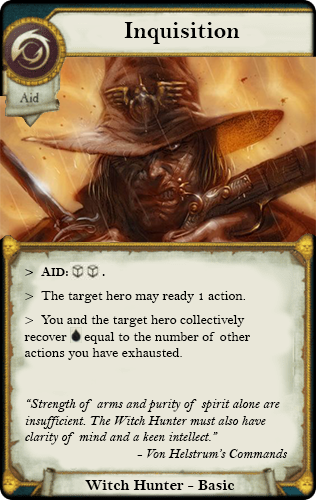 Inquisition
Aid
> AID: .
> The target hero may ready 1 action.
> You and the target hero collectively
recover equal to the number of other
actions you have exhausted.
“Strength of arms and purity of spirit alone are
insufficient. The Witch Hunter must also have
clarity of mind and a keen intellect.”
- Von Helstrum's Commands
Witch Hunter - Basic